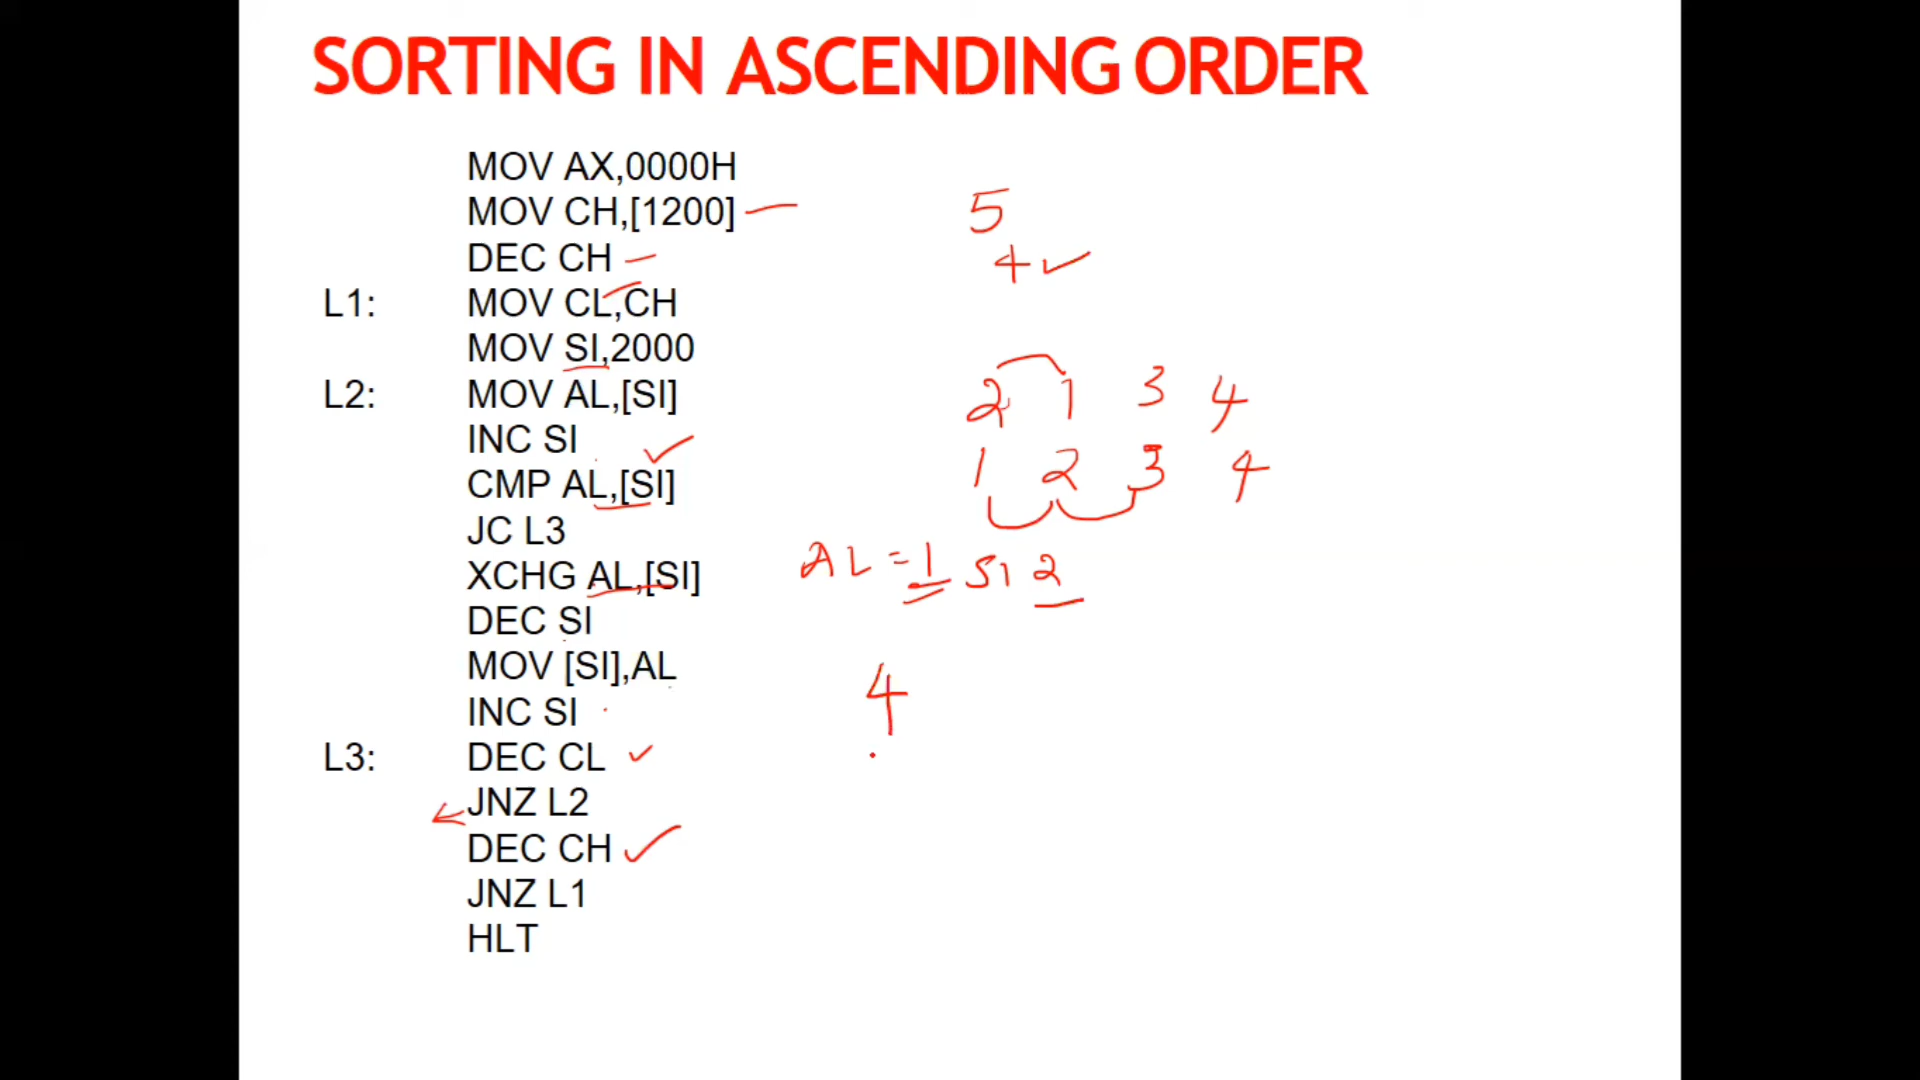 SORTING IN ASCENDING ORDER
MOV AX,0000H
MOV CH,[1200] 5
DEC CH 4
L1: MOV CL,CH
MOV SI,2000
L2: MOV AL,[SI] 2 1 3 4
INC SI
CMP AL,[SI] 1 2 3 4
JC L3
XCHG AL,[SI] AL = 1 SI 2
DEC SI
MOV [SI],AL 4
INC SI
L3: DEC CL
JNZ L2
DEC CH
JNZ L1
HLT